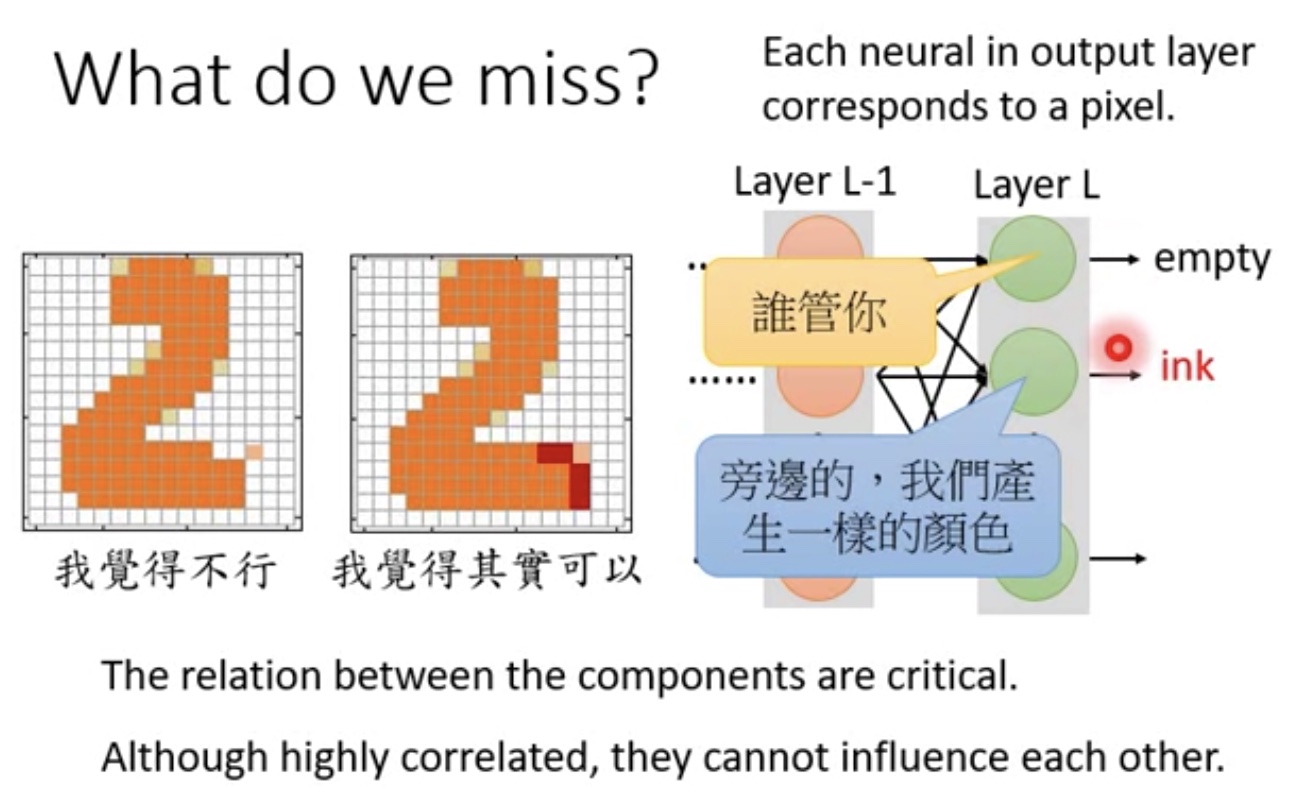 What do we miss?
Each neural in output layer
corresponds to a pixel.
Layer L-1
Layer L
..
empty
誰管你
......
ink
旁邊的，我們產
生一樣的顏色
我覺得不行
我覺得其實可以
The relation between the components are critical.
Although highly correlated, they cannot influence each other.